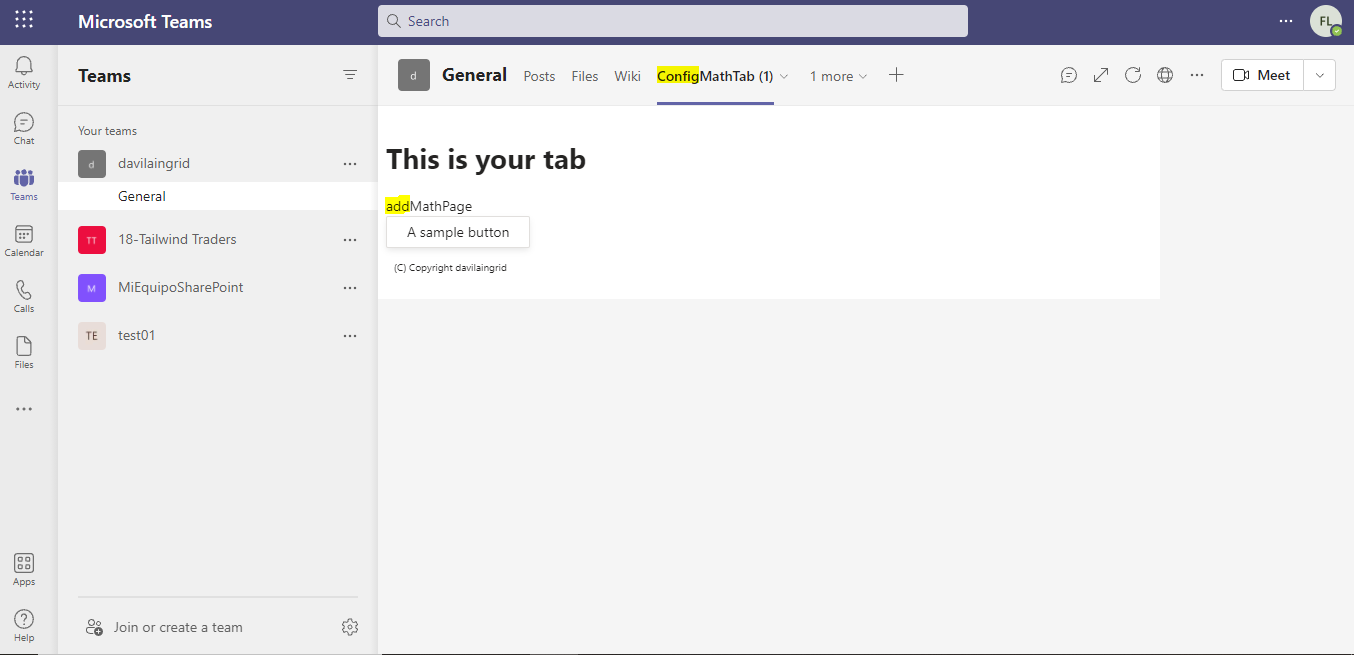 Microsoft Teams
Search
FL
Activity
Chat
Teams
Calendar
Calls
Files
Apps
Help
Teams
Your teams
d davilaingrid
General
TT 18-Tailwind Traders
M MiEquipoSharePoint
TE test01
Join or create a team
d General Posts Files Wiki ConfigMathTab (1) 1 more Meet
This is your tab
addMathPage
A sample button
(C) Copyright davilaingrid